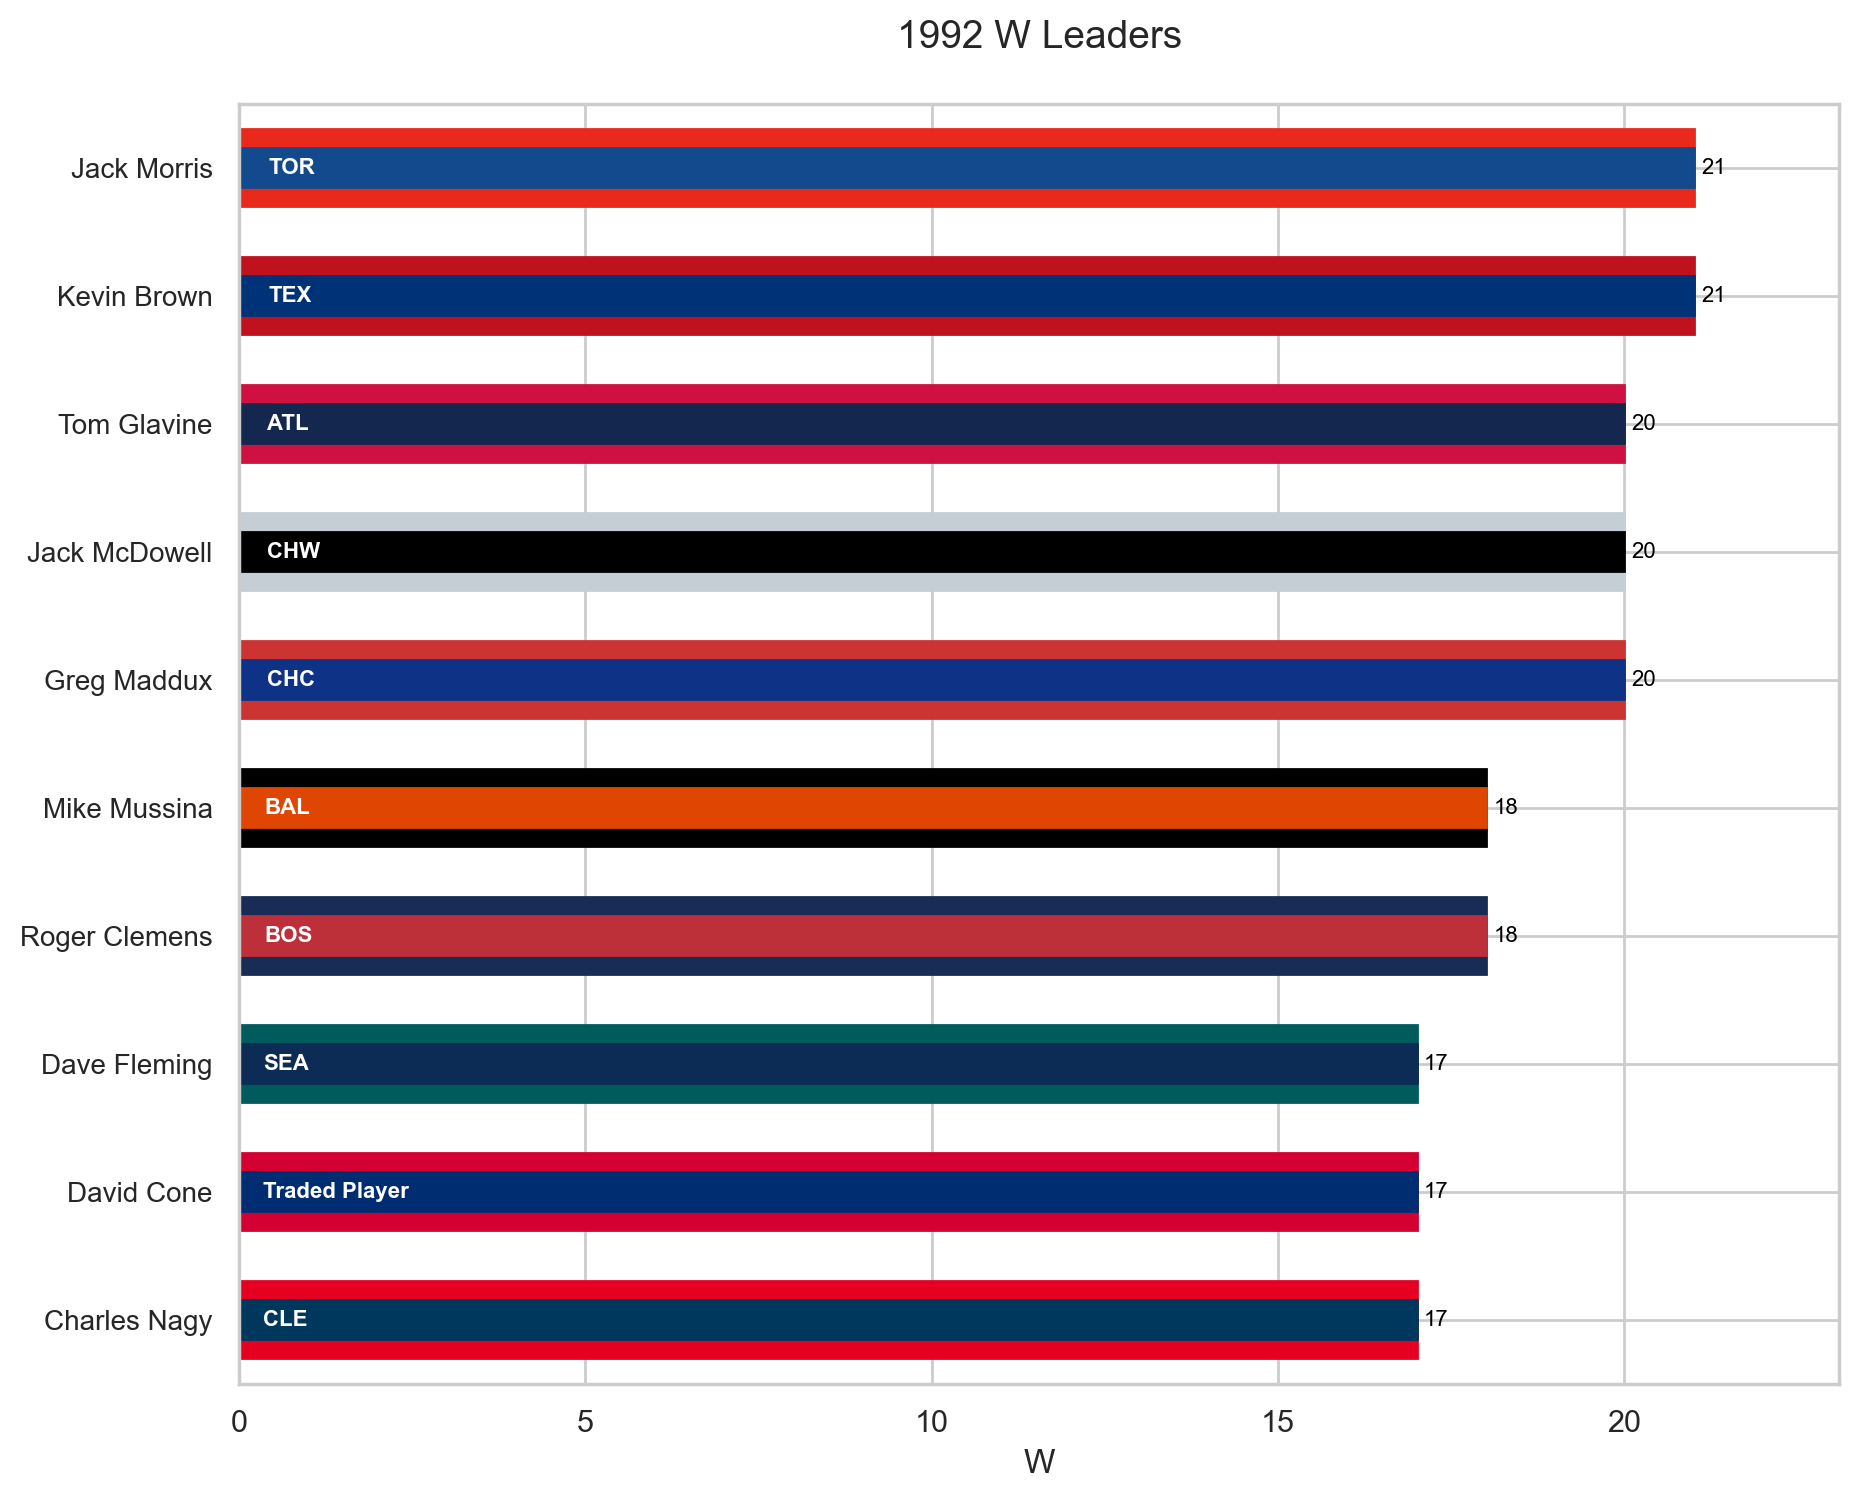 1992 W Leaders
Jack Morris TOR 21
Kevin Brown TEX 21
Tom Glavine ATL 20
Jack McDowell CHW 20
Greg Maddux CHC 20
Mike Mussina BAL 18
Roger Clemens BOS 18
Dave Fleming SEA 17
David Cone Traded Player 17
Charles Nagy CLE 17
0 5 10 15 20
W